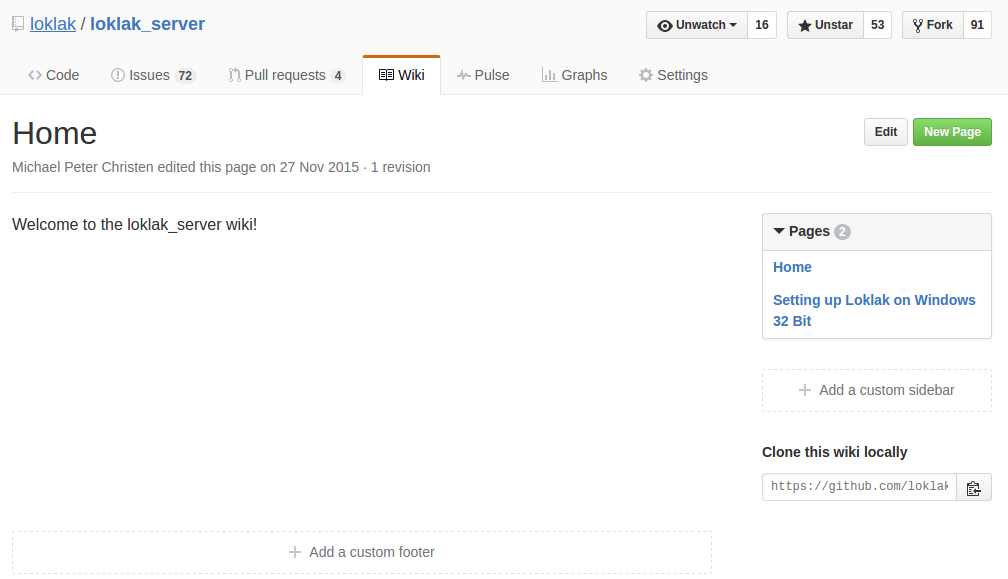 loklak / loklak_server
Unwatch 16 Unstar 53 Fork 91
Code Issues 72 Pull requests 4 Wiki Pulse Graphs Settings
Home
Edit New Page
Michael Peter Christen edited this page on 27 Nov 2015 · 1 revision
Welcome to the loklak_server wiki!
Pages 2
Home
Setting up Loklak on Windows
32 Bit
Add a custom sidebar
Clone this wiki locally
https://github.com/loklak
Add a custom footer